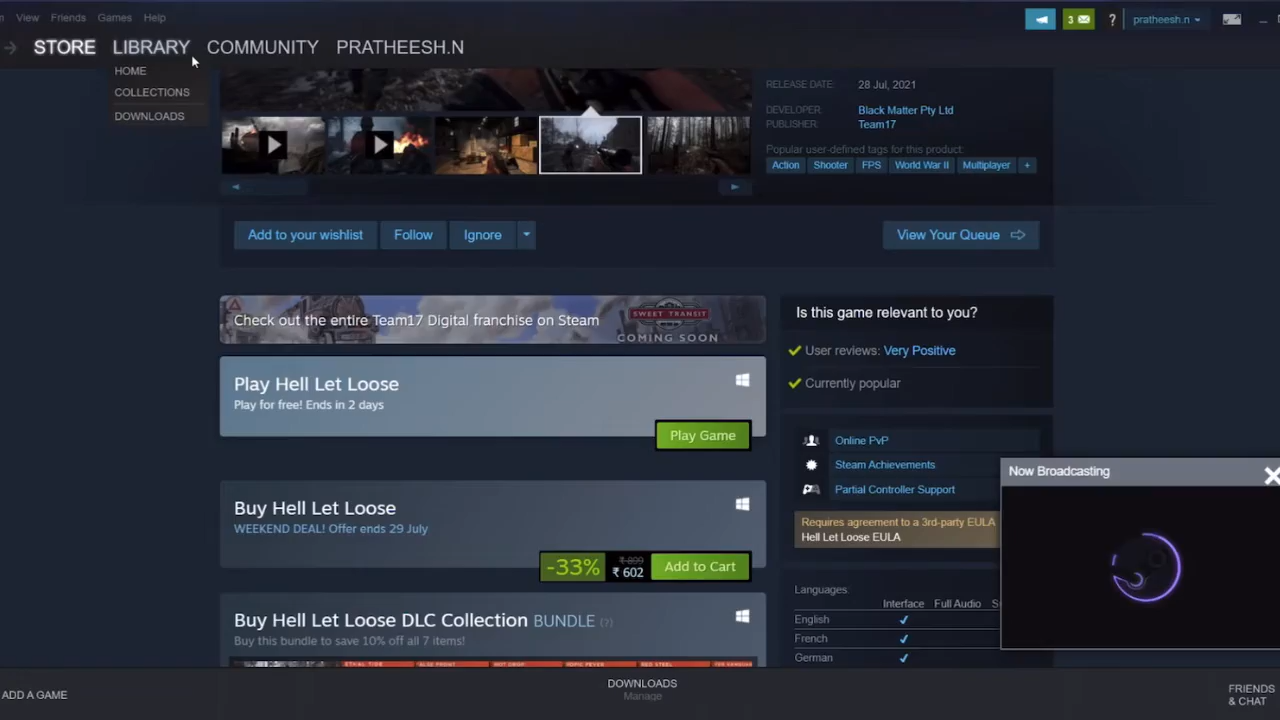 View Friends Games Help
3
?
pratheesh.n
STORE LIBRARY COMMUNITY PRATHEESH.N
HOME
COLLECTIONS
DOWNLOADS
RELEASE DATE: 28 Jul, 2021
DEVELOPER: Black Matter Pty Ltd
PUBLISHER: Team17
Popular user-defined tags for this product:
Action Shooter FPS World War II Multiplayer +
Add to your wishlist Follow Ignore
View Your Queue
Check out the entire Team17 Digital franchise on Steam
SWEET TRANSIT
COMING SOON
Play Hell Let Loose
Play for free! Ends in 2 days
Play Game
Buy Hell Let Loose
WEEKEND DEAL! Offer ends 29 July
-33% ₹ 899 ₹ 602 Add to Cart
Buy Hell Let Loose DLC Collection BUNDLE (?)
Buy this bundle to save 10% off all 7 items!
Is this game relevant to you?
User reviews: Very Positive
Currently popular
Online PvP
Steam Achievements
Partial Controller Support
Requires agreement to a 3rd-party EULA
Hell Let Loose EULA
Languages:
Interface Full Audio S
English
French
German
Now Broadcasting
ADD A GAME
DOWNLOADS
Manage
FRIENDS
& CHAT